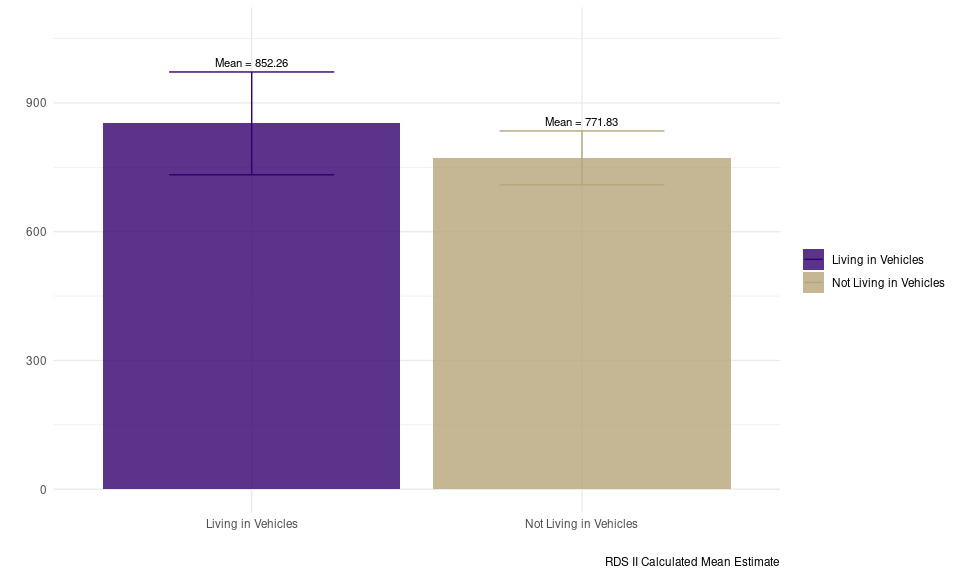 Mean = 852.26
900
Mean = 771.83
600
Living in Vehicles
Not Living in Vehicles
300
0
Living in Vehicles
Not Living in Vehicles
RDS II Calculated Mean Estimate